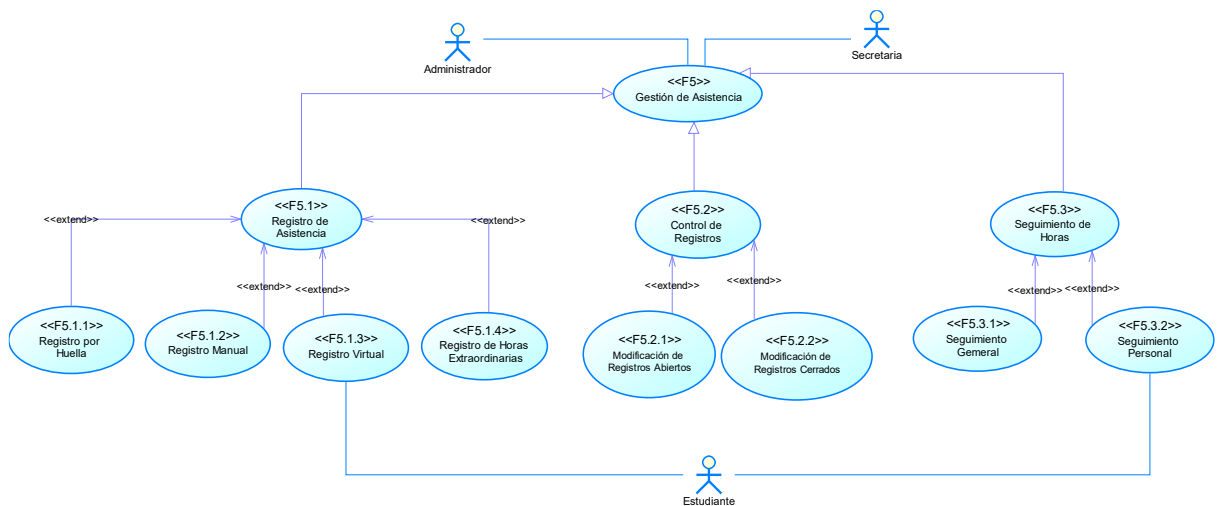 Administrador
Secretaria
<<F5>>
Gestión de Asistencia
<<F5.1>>
Registro de
Asistencia
<<F5.2>>
Control de
Registros
<<F5.3>>
Seguimiento de
Horas
<<extend>>
<<extend>>
<<extend>>
<<extend>>
<<extend>>
<<extend>>
<<extend>>
<<extend>>
<<F5.1.1>>
Registro por
Huella
<<F5.1.2>>
Registro Manual
<<F5.1.3>>
Registro Virtual
<<F5.1.4>>
Registro de Horas
Extraordinarias
<<F5.2.1>>
Modificación de
Registros Abiertos
<<F5.2.2>>
Modificación de
Registros Cerrados
<<F5.3.1>>
Seguimiento
Gemeral
<<F5.3.2>>
Seguimiento
Personal
Estudiante